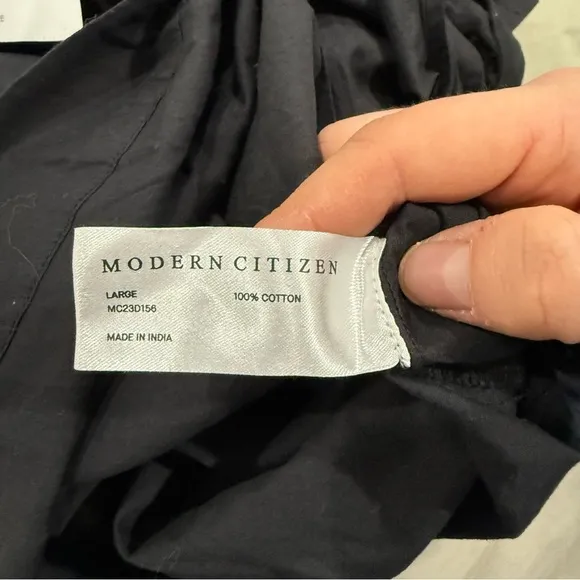 MODERN CITIZEN
LARGE 100% COTTON
MC23D156
MADE IN INDIA